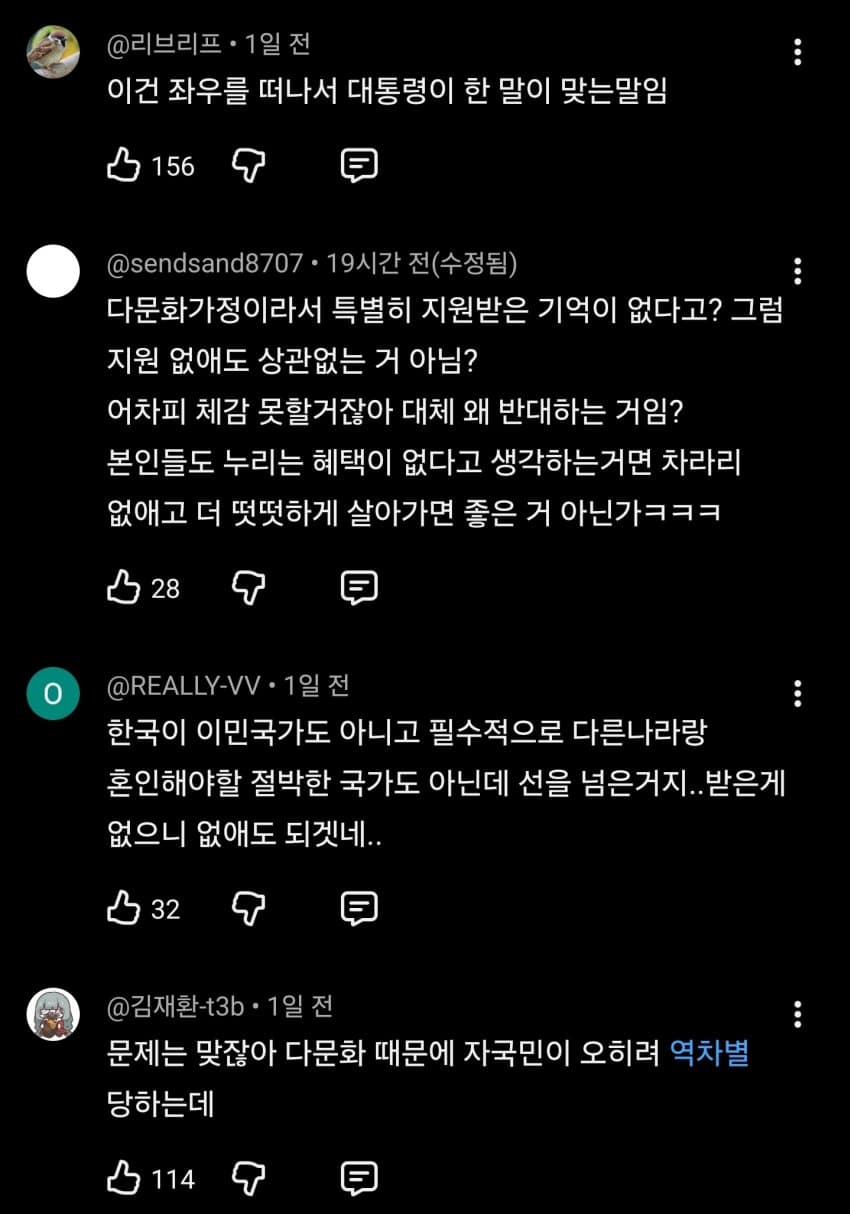 @리브리프 • 1일 전
이건 좌우를 떠나서 대통령이 한 말이 맞는말임
156
@sendsand8707 • 19시간 전(수정됨)
다문화가정이라서 특별히 지원받은 기억이 없다고? 그럼
지원 없애도 상관없는 거 아님?
어차피 체감 못할거잖아 대체 왜 반대하는 거임?
본인들도 누리는 혜택이 없다고 생각하는거면 차라리
없애고 더 떳떳하게 살아가면 좋은 거 아닌가ㅋㅋㅋ
28
O
@REALLY-VV • 1일 전
한국이 이민국가도 아니고 필수적으로 다른나라랑
혼인해야할 절박한 국가도 아닌데 선을 넘은거지..받은게
없으니 없애도 되겟네..
32
@김재환-t3b • 1일 전
문제는 맞잖아 다문화 때문에 자국민이 오히려 역차별
당하는데
114